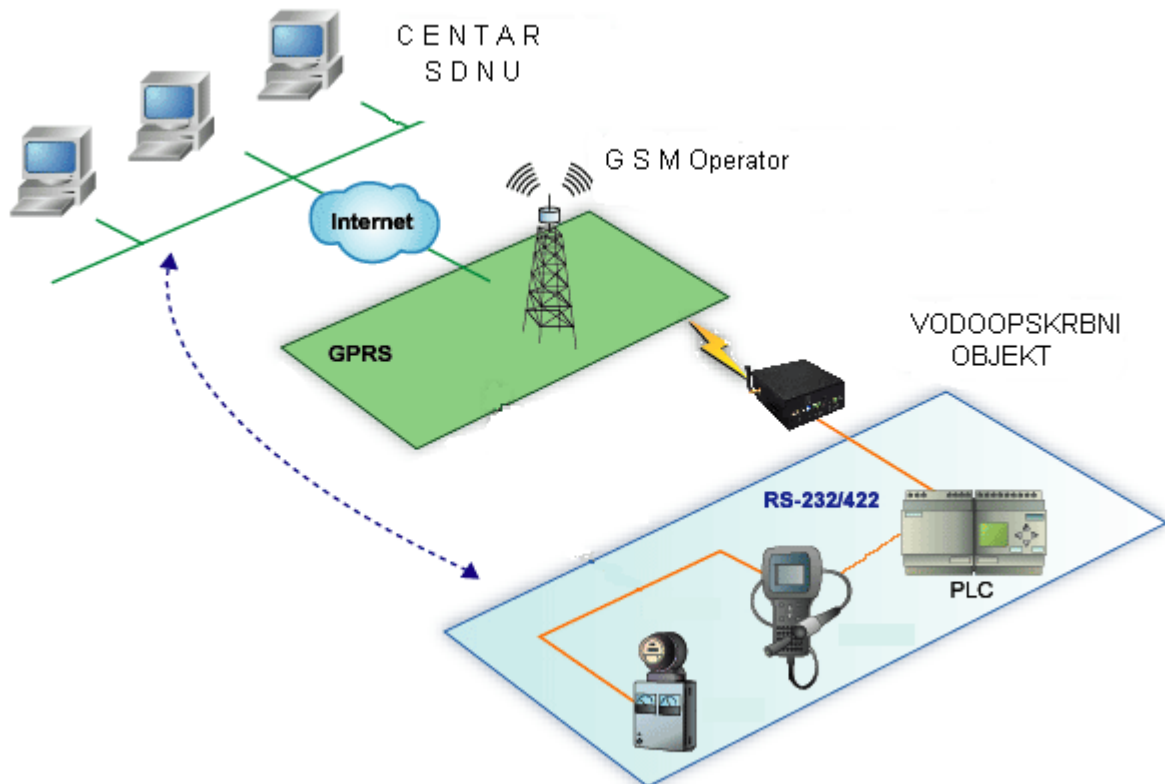 C E N T A R
S D N U
G S M Operator
Internet
GPRS
VODOOPSKRBNI
OBJEKT
RS-232/422
PLC